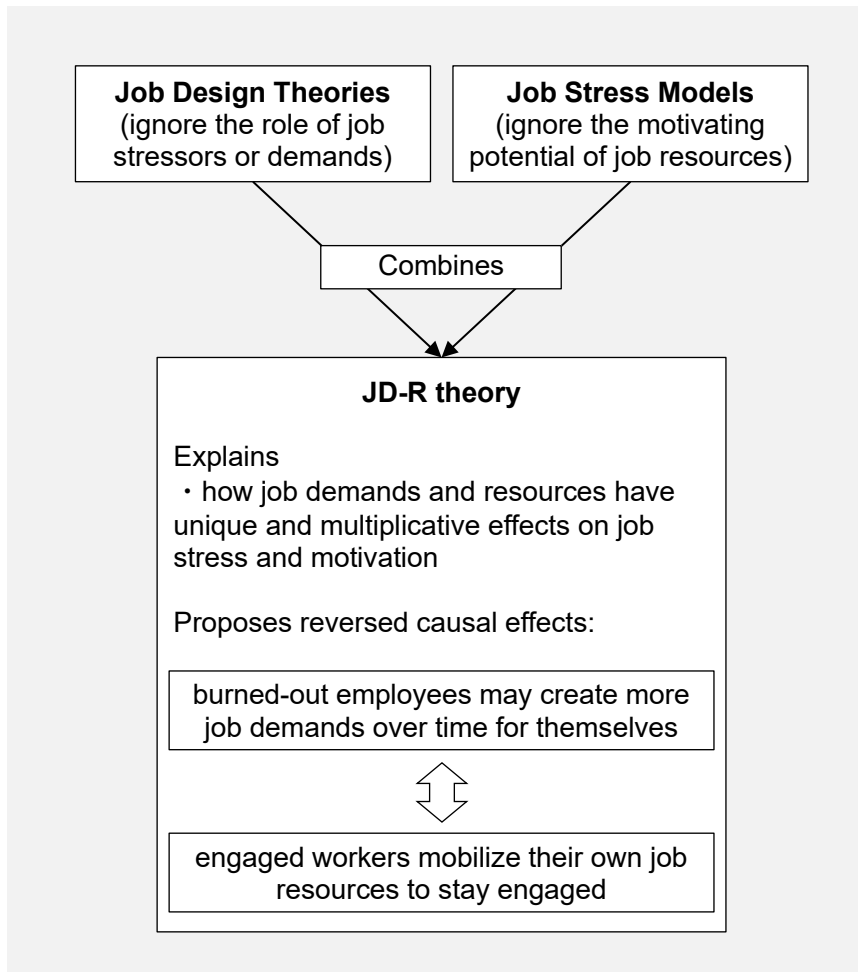 Job Design Theories
(ignore the role of job
stressors or demands)
Job Stress Models
(ignore the motivating
potential of job resources)
Combines
JD-R theory
Explains
・how job demands and resources have
unique and multiplicative effects on job
stress and motivation
Proposes reversed causal effects:
burned-out employees may create more
job demands over time for themselves
engaged workers mobilize their own job
resources to stay engaged